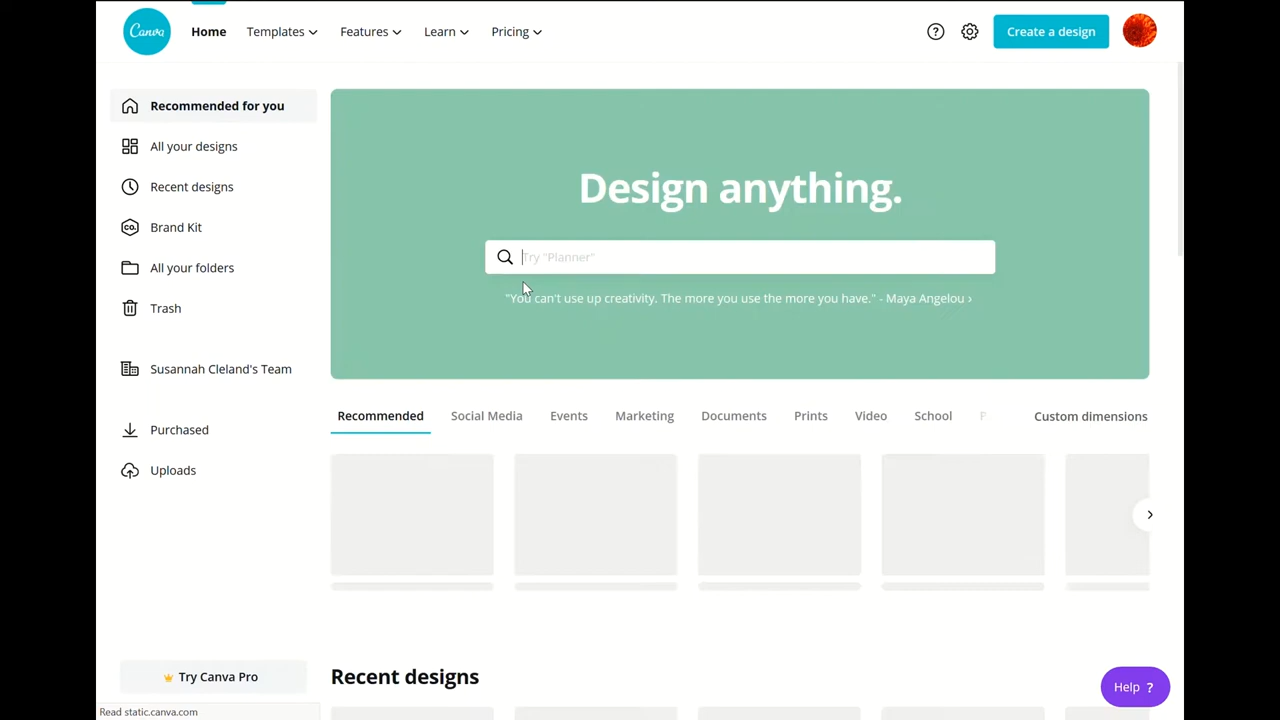 Canva
Home
Templates
Features
Learn
Pricing
?
Create a design
Recommended for you
All your designs
Recent designs
CO.
Brand Kit
All your folders
Trash
Susannah Cleland's Team
Purchased
Uploads
Try Canva Pro
Read static.canva.com
Design anything.
Try "Planner"
"You can't use up creativity. The more you use the more you have." - Maya Angelou ›
Recommended
Social Media
Events
Marketing
Documents
Prints
Video
School
P
Custom dimensions
Recent designs
Help ?